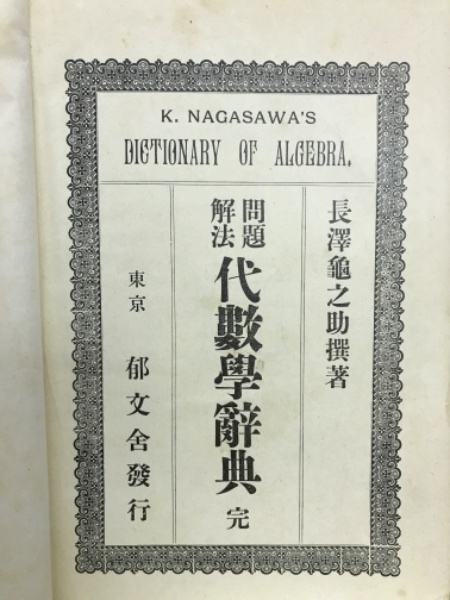 K. NAGASAWA'S
DICTIONARY OF ALGEBRA.
長澤龜之助撰著
問題
解法
代數學辭典 完
東京 郁文舍發行